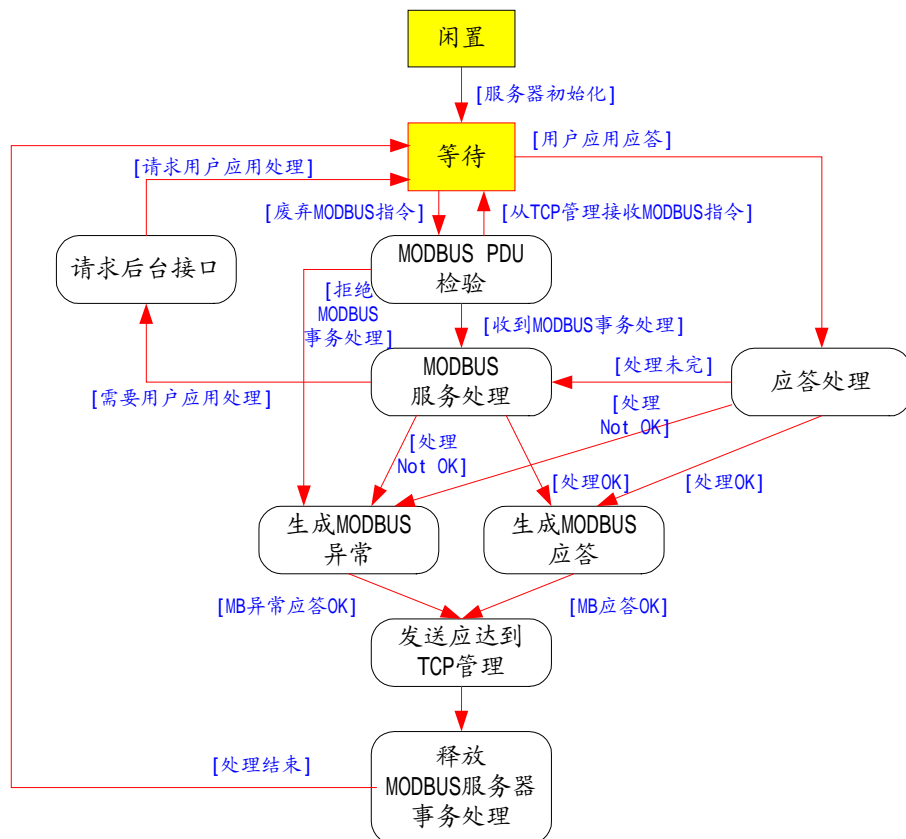 闲置
[服务器初始化]
等待
[用户应用应答]
[请求用户应用处理]
[废弃MODBUS指令]
[从TCP管理接收MODBUS指令]
请求后台接口
MODBUS PDU
检验
[拒绝
MODBUS
事务处理]
[收到MODBUS事务处理]
MODBUS
服务处理
[处理未完]
应答处理
[需要用户应用处理]
[处理
Not OK]
[处理
Not OK]
[处理OK]
[处理OK]
生成MODBUS
异常
生成MODBUS
应答
[MB异常应答OK]
[MB应答OK]
发送应达到
TCP管理
[处理结束]
释放
MODBUS服务器
事务处理